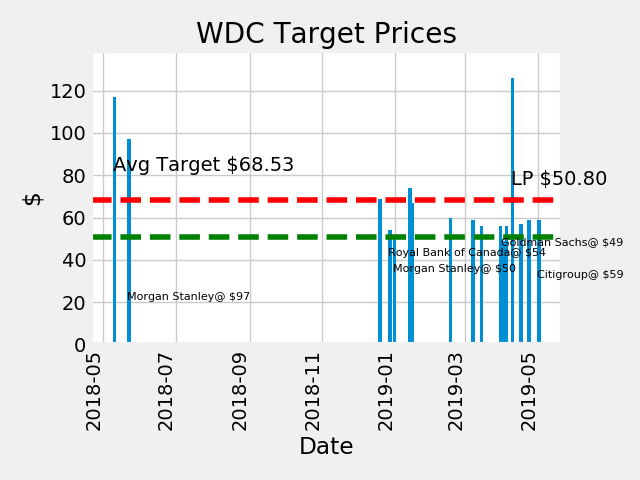 WDC Target Prices
120
100
80
60
40
20
0
$
Avg Target $68.53
LP $50.80
Goldman Sachs@ $49
Royal Bank of Canada@ $54
Morgan Stanley@ $50
Citigroup@ $59
Morgan Stanley@ $97
2018-05
2018-07
2018-09
2018-11
2019-01
2019-03
2019-05
Date